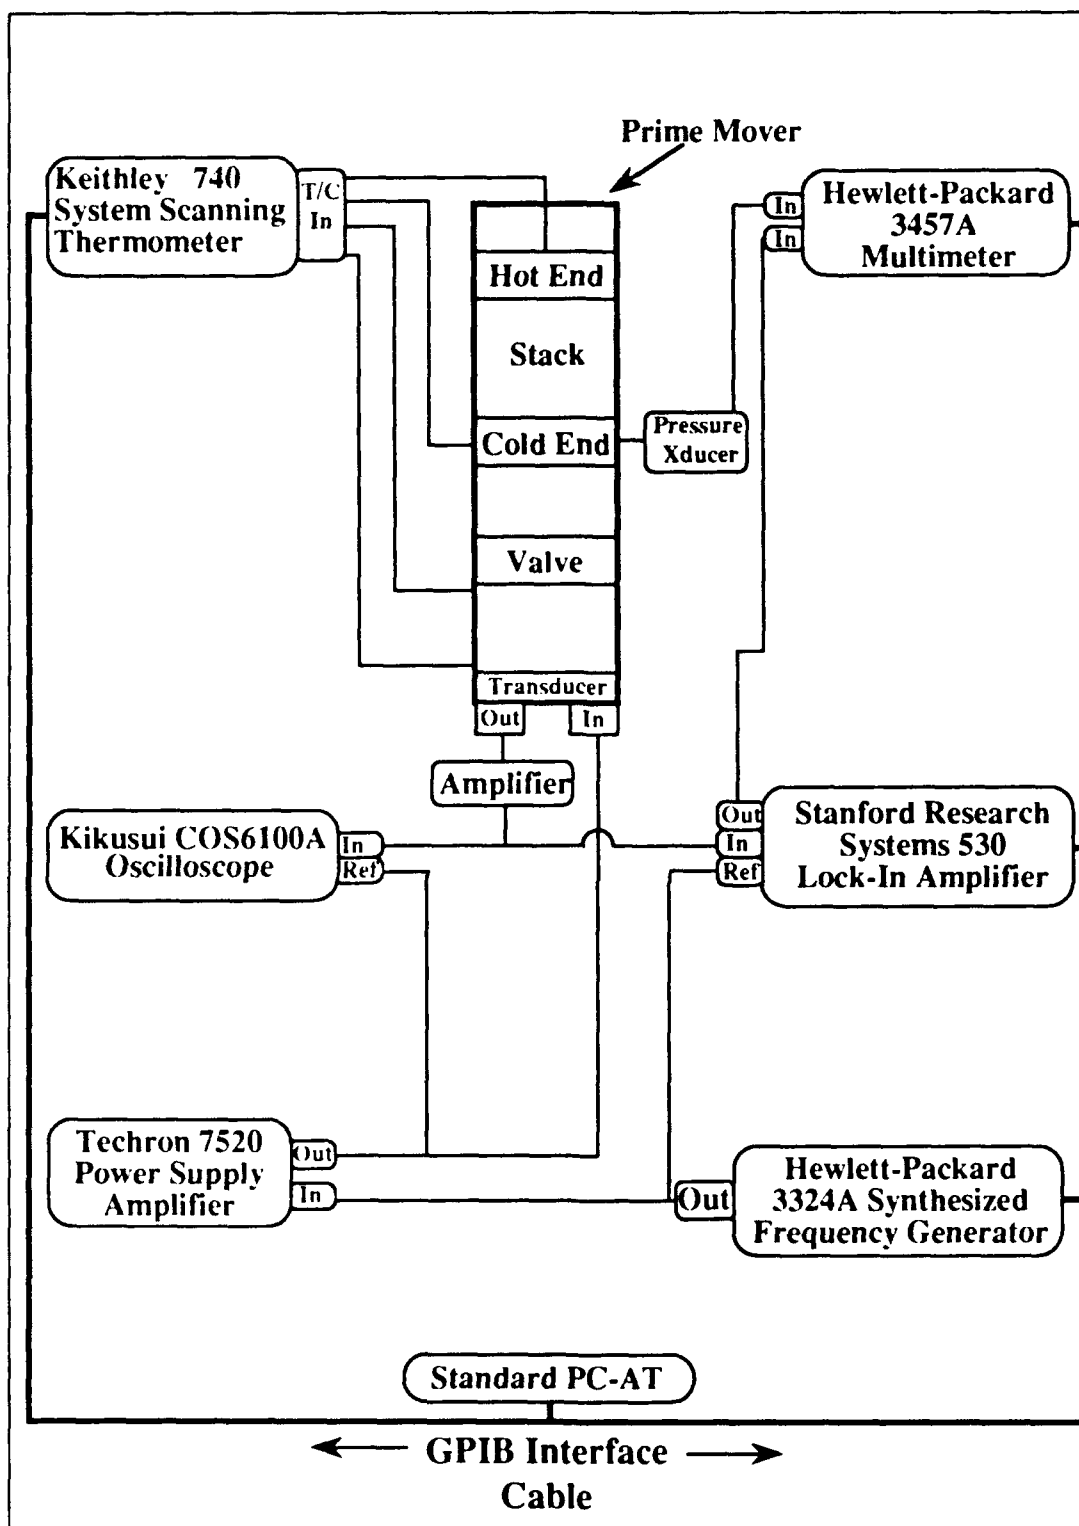 Prime Mover
Keithley 740
System Scanning
Thermometer
T/C
In
Hewlett-Packard
3457A
Multimeter
In
In
Hot End
Stack
Cold End
Pressure
Xducer
Valve
Transducer
Out
In
Amplifier
Kikusui COS6100A
Oscilloscope
In
Ref
Out
In
Ref
Stanford Research
Systems 530
Lock-In Amplifier
Techron 7520
Power Supply
Amplifier
Out
In
Out
Hewlett-Packard
3324A Synthesized
Frequency Generator
Standard PC-AT
GPIB Interface
Cable